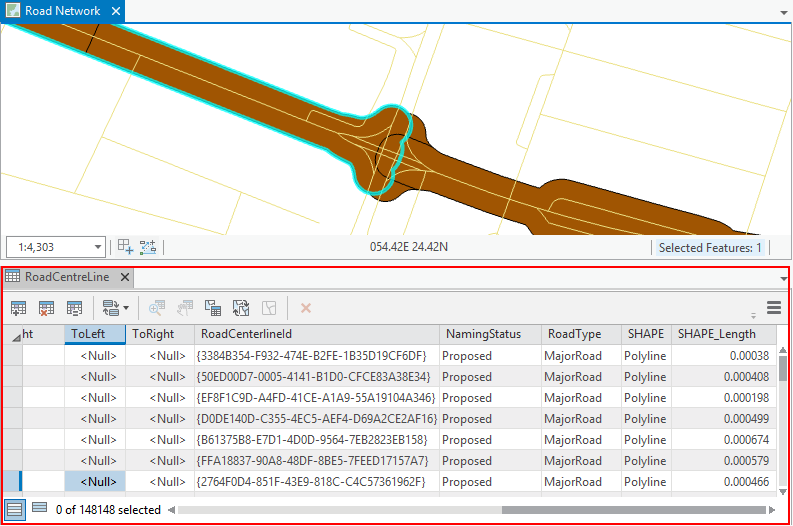 Road Network
1:4,303
054.42E 24.42N
Selected Features: 1
RoadCentreLine
ht ToLeft ToRight RoadCenterlineId NamingStatus RoadType SHAPE SHAPE_Length
<Null> <Null> {3384B354-F932-474E-B2FE-1B35D19CF6DF} Proposed MajorRoad Polyline 0.00038
<Null> <Null> {50ED00D7-0005-4141-B1D0-CFCE83A38E34} Proposed MajorRoad Polyline 0.000408
<Null> <Null> {EF8F1C9D-A4FD-41CE-A1A9-55A19104A346} Proposed MajorRoad Polyline 0.000198
<Null> <Null> {D0DE140D-C355-4EC5-AEF4-D69A2CE2AF16} Proposed MajorRoad Polyline 0.000499
<Null> <Null> {B61375B8-E7D1-4D0D-9564-7EB2823EB158} Proposed MajorRoad Polyline 0.000674
<Null> <Null> {FFA18837-90A8-48DF-8BE5-7FEED17157A7} Proposed MajorRoad Polyline 0.000579
<Null> <Null> {2764F0D4-851F-43E9-818C-C4C57361962F} Proposed MajorRoad Polyline 0.000466
0 of 148148 selected